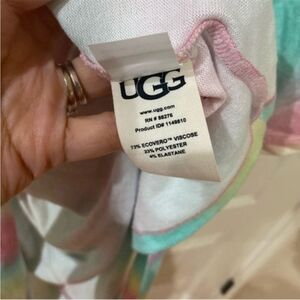 UGG
www.ugg.com
RN # 88276
Product ID# 1149810
73% ECOVERO™ VISCOSE
23% POLYESTER
4% ELASTANE